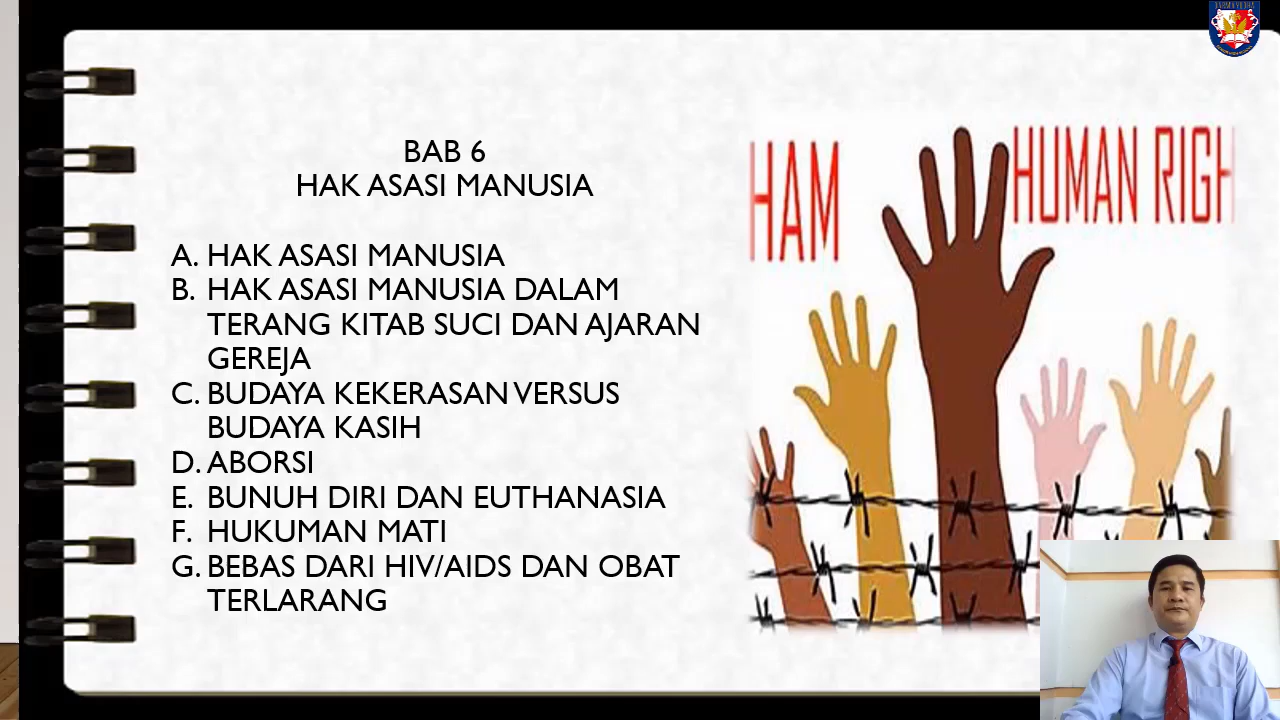 BAB 6
HAK ASASI MANUSIA
A. HAK ASASI MANUSIA
B. HAK ASASI MANUSIA DALAM
TERANG KITAB SUCI DAN AJARAN
GEREJA
C. BUDAYA KEKERASAN VERSUS
BUDAYA KASIH
D. ABORSI
E. BUNUH DIRI DAN EUTHANASIA
F. HUKUMAN MATI
G. BEBAS DARI HIV/AIDS DAN OBAT
TERLARANG
HAM
HUMAN RIGH